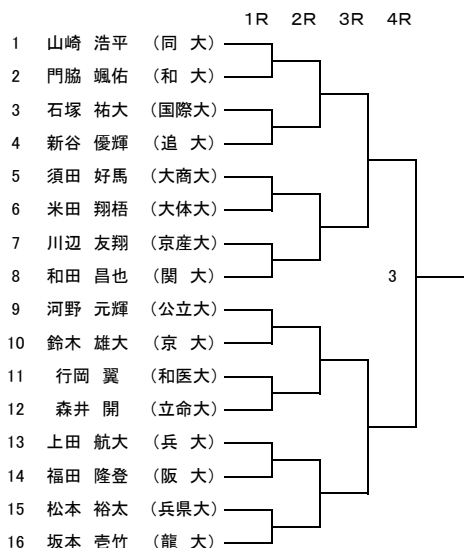 1R 2R 3R 4R
1 山崎 浩平 （同 大）
2 門脇 颯佑 （和 大）
3 石塚 祐大 （国際大）
4 新谷 優輝 （追 大）
5 須田 好馬 （大商大）
6 米田 翔梧 （大体大）
7 川辺 友翔 （京産大）
8 和田 昌也 （関 大） 3
9 河野 元輝 （公立大）
10 鈴木 雄大 （京 大）
11 行岡 翼 （和医大）
12 森井 開 （立命大）
13 上田 航大 （兵 大）
14 福田 隆登 （阪 大）
15 松本 裕太 （兵県大）
16 坂本 壱竹 （龍 大）